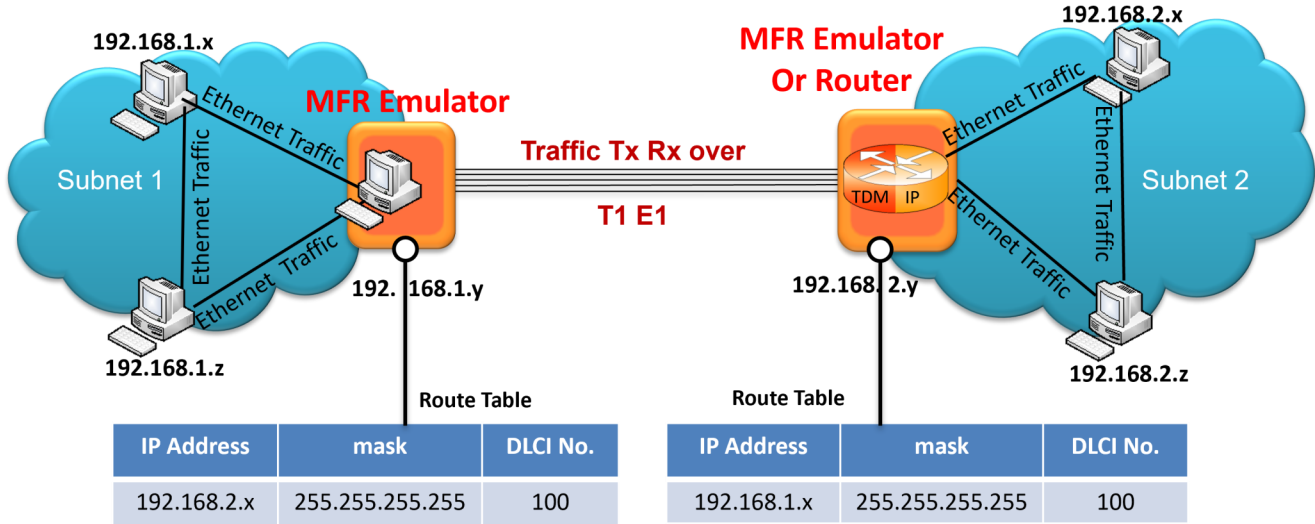 192.168.1.x
192.168.2.x
MFR Emulator
MFR Emulator
Or Router
Ethernet Traffic
Ethernet Traffic
Ethernet Traffic
Subnet 1
Traffic Tx Rx over
T1 E1
TDM IP
Ethernet Traffic
Ethernet Traffic
Ethernet Traffic
Subnet 2
192. 168.1.y
192.168. 2.y
192.168.1.z
192.168.2.z
Route Table
IP Address mask DLCI No.
192.168.2.x 255.255.255.255 100
Route Table
IP Address mask DLCI No.
192.168.1.x 255.255.255.255 100